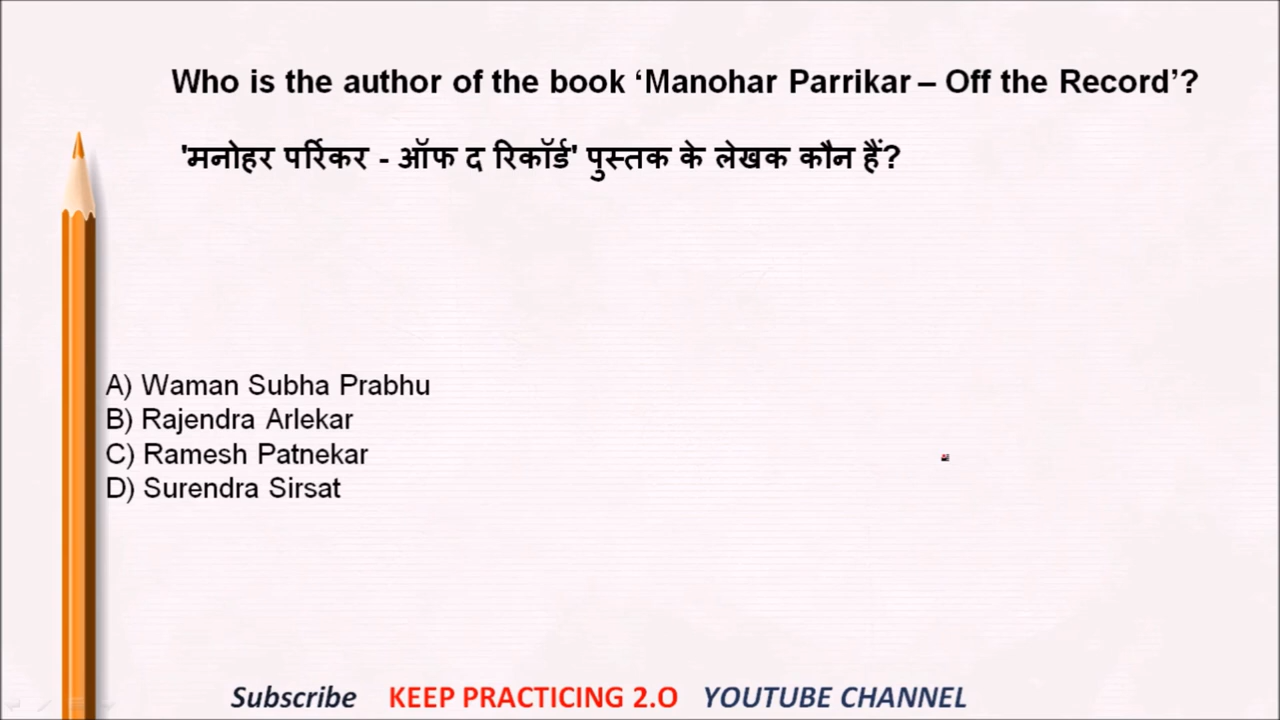 Who is the author of the book ‘Manohar Parrikar – Off the Record’?
'मनोहर पर्रिकर - ऑफ द रिकॉर्ड' पुस्तक के लेखक कौन हैं?
A) Waman Subha Prabhu
B) Rajendra Arlekar
C) Ramesh Patnekar
D) Surendra Sirsat
Subscribe KEEP PRACTICING 2.O YOUTUBE CHANNEL